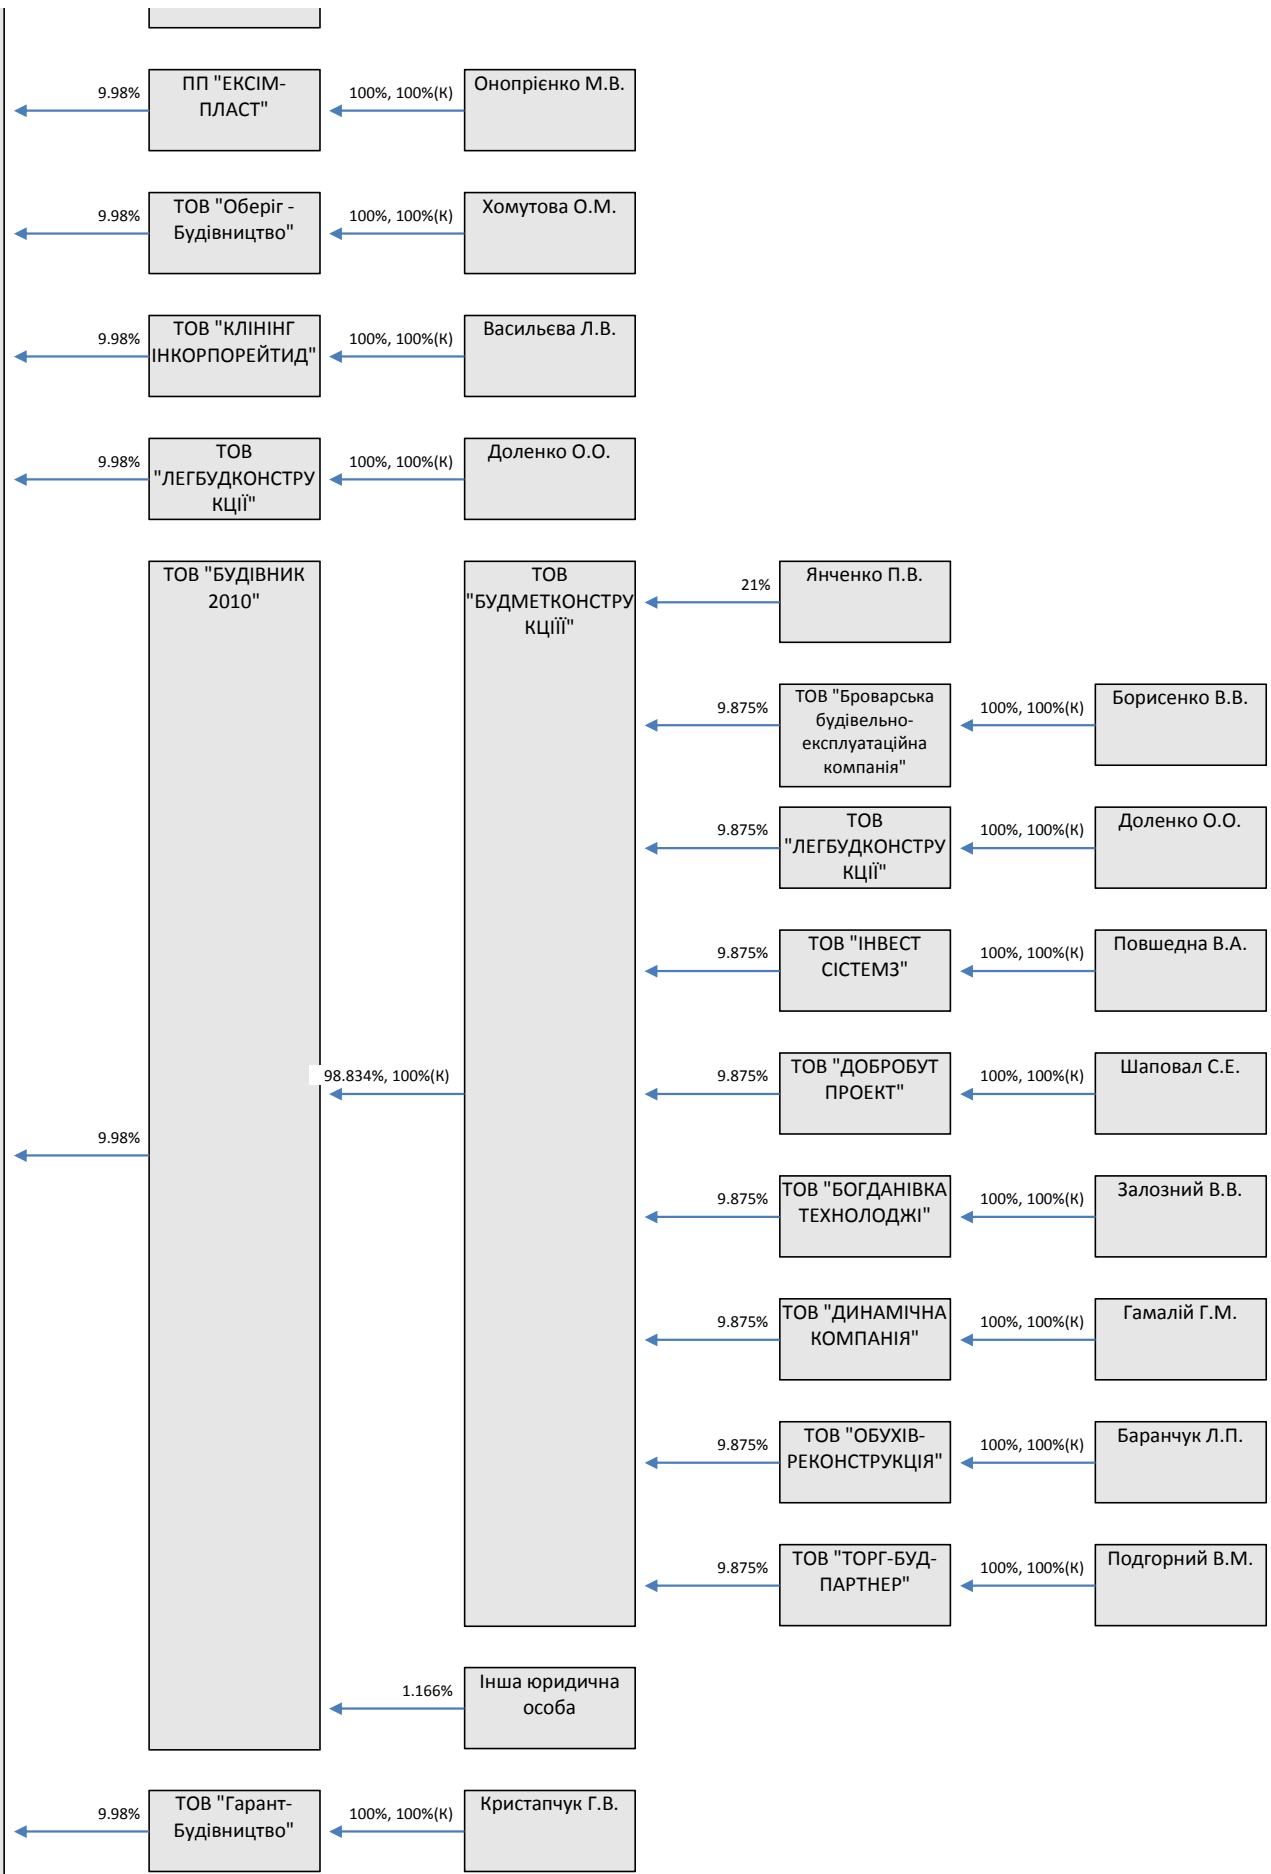 9.98%
ПП "ЕКСІМ-
ПЛАСТ"
100%, 100%(К)
Онопрієнко М.В.
9.98%
ТОВ "Оберіг -
Будівництво"
100%, 100%(К)
Хомутова О.М.
9.98%
ТОВ "КЛІНІНГ
ІНКОРПОРЕЙТИД"
100%, 100%(К)
Васильєва Л.В.
9.98%
ТОВ
"ЛЕГБУДКОНСТРУ
КЦІЇ"
100%, 100%(К)
Доленко О.О.
9.98%
ТОВ "БУДІВНИК
2010"
98.834%, 100%(К)
ТОВ
"БУДМЕТКОНСТРУ
КЦІЇЇ"
21%
Янченко П.В.
9.875%
ТОВ "Броварська
будівельно-
експлуатаційна
компанія"
100%, 100%(К)
Борисенко В.В.
9.875%
ТОВ
"ЛЕГБУДКОНСТРУ
КЦІЇ"
100%, 100%(К)
Доленко О.О.
9.875%
ТОВ "ІНВЕСТ
СІСТЕМЗ"
100%, 100%(К)
Повшедна В.А.
9.875%
ТОВ "ДОБРОБУТ
ПРОЕКТ"
100%, 100%(К)
Шаповал С.Е.
9.875%
ТОВ "БОГДАНІВКА
ТЕХНОЛОДЖІ"
100%, 100%(К)
Залозний В.В.
9.875%
ТОВ "ДИНАМІЧНА
КОМПАНІЯ"
100%, 100%(К)
Гамалій Г.М.
9.875%
ТОВ "ОБУХІВ-
РЕКОНСТРУКЦІЯ"
100%, 100%(К)
Баранчук Л.П.
9.875%
ТОВ "ТОРГ-БУД-
ПАРТНЕР"
100%, 100%(К)
Подгорний В.М.
1.166%
Інша юридична
особа
9.98%
ТОВ "Гарант-
Будівництво"
100%, 100%(К)
Кристапчук Г.В.